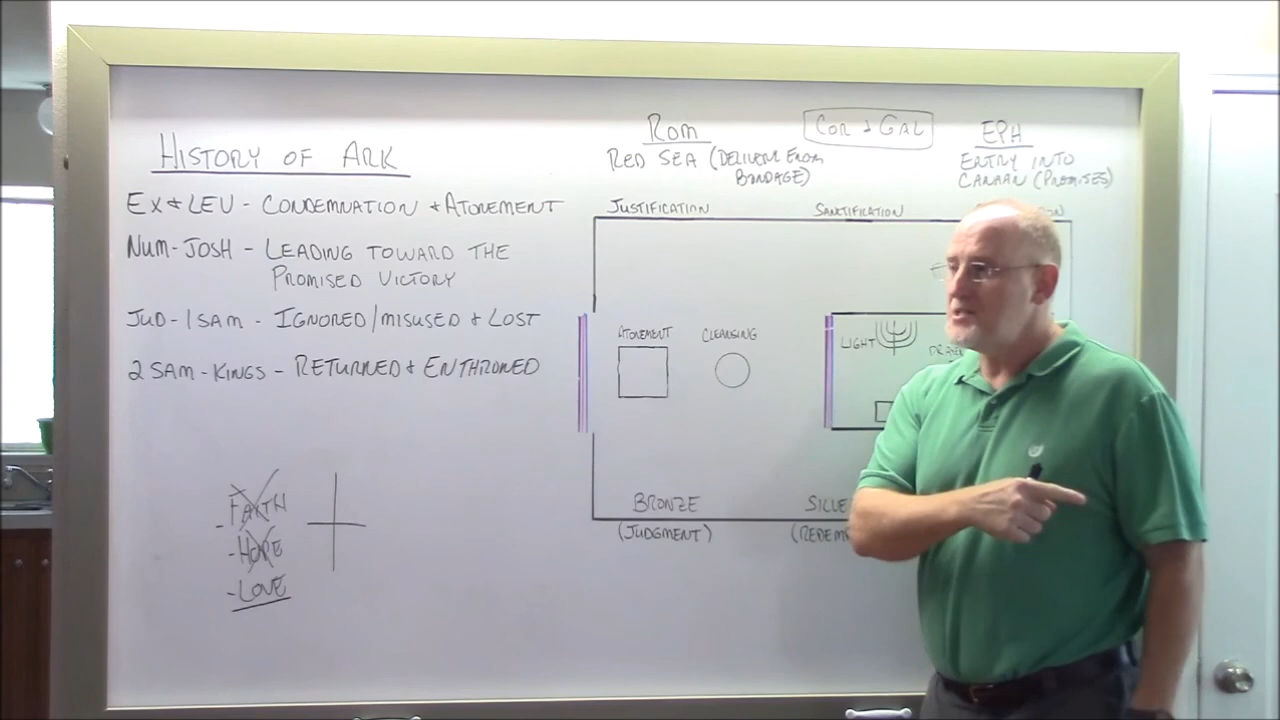 HISTORY OF ARK
EX & LEV - CONDEMNATION & ATONEMENT
NUM-JOSH - LEADING TOWARD THE
PROMISED VICTORY
JUD-1 SAM - IGNORED/MISUSED & LOST
2 SAM-KINGS - RETURNED & ENTHRONED
- FAITH
- HOPE
- LOVE
ROM
RED SEA (DELIVER FROM
BONDAGE)
COR & GAL
EPH
ENTRY INTO
CANAAN (PROMISES)
JUSTIFICATION
SANCTIFICATION
ATONEMENT
CLEANSING
LIGHT
BRONZE
(JUDGMENT)